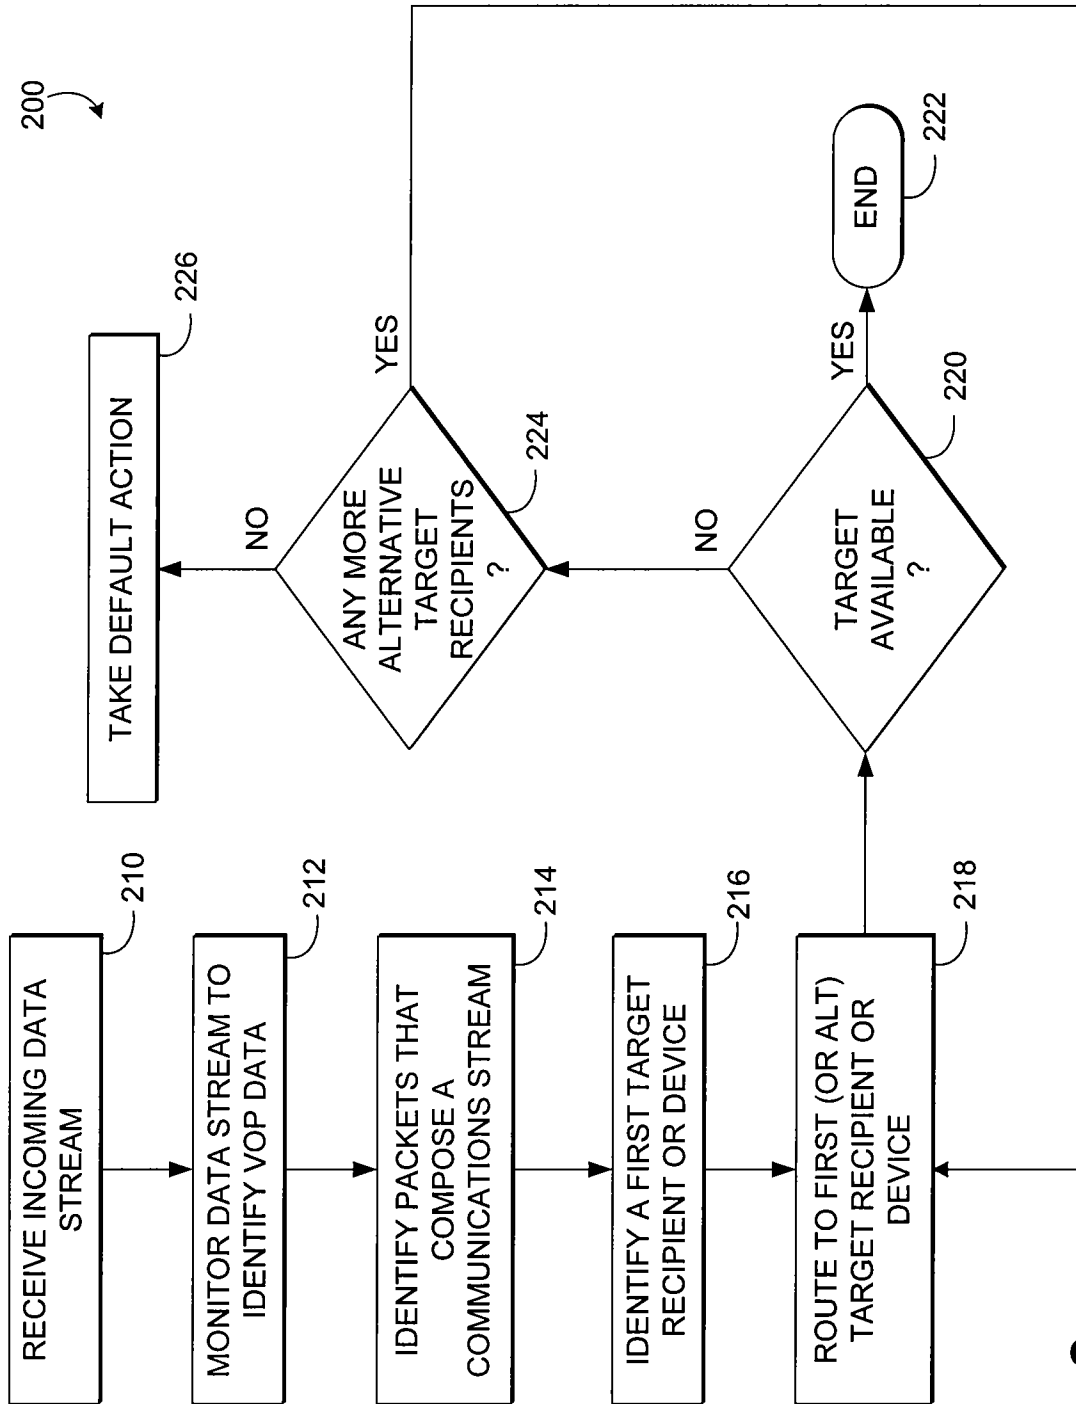 200
RECEIVE INCOMING DATA
STREAM
210
MONITOR DATA STREAM TO
IDENTIFY VOP DATA
212
IDENTIFY PACKETS THAT
COMPOSE A
COMMUNICATIONS STREAM
214
IDENTIFY A FIRST TARGET
RECIPIENT OR DEVICE
216
ROUTE TO FIRST (OR ALT)
TARGET RECIPIENT OR
DEVICE
218
TARGET
AVAILABLE
?
220
YES
END
222
NO
ANY MORE
ALTERNATIVE
TARGET
RECIPIENTS
?
224
YES
NO
TAKE DEFAULT ACTION
226